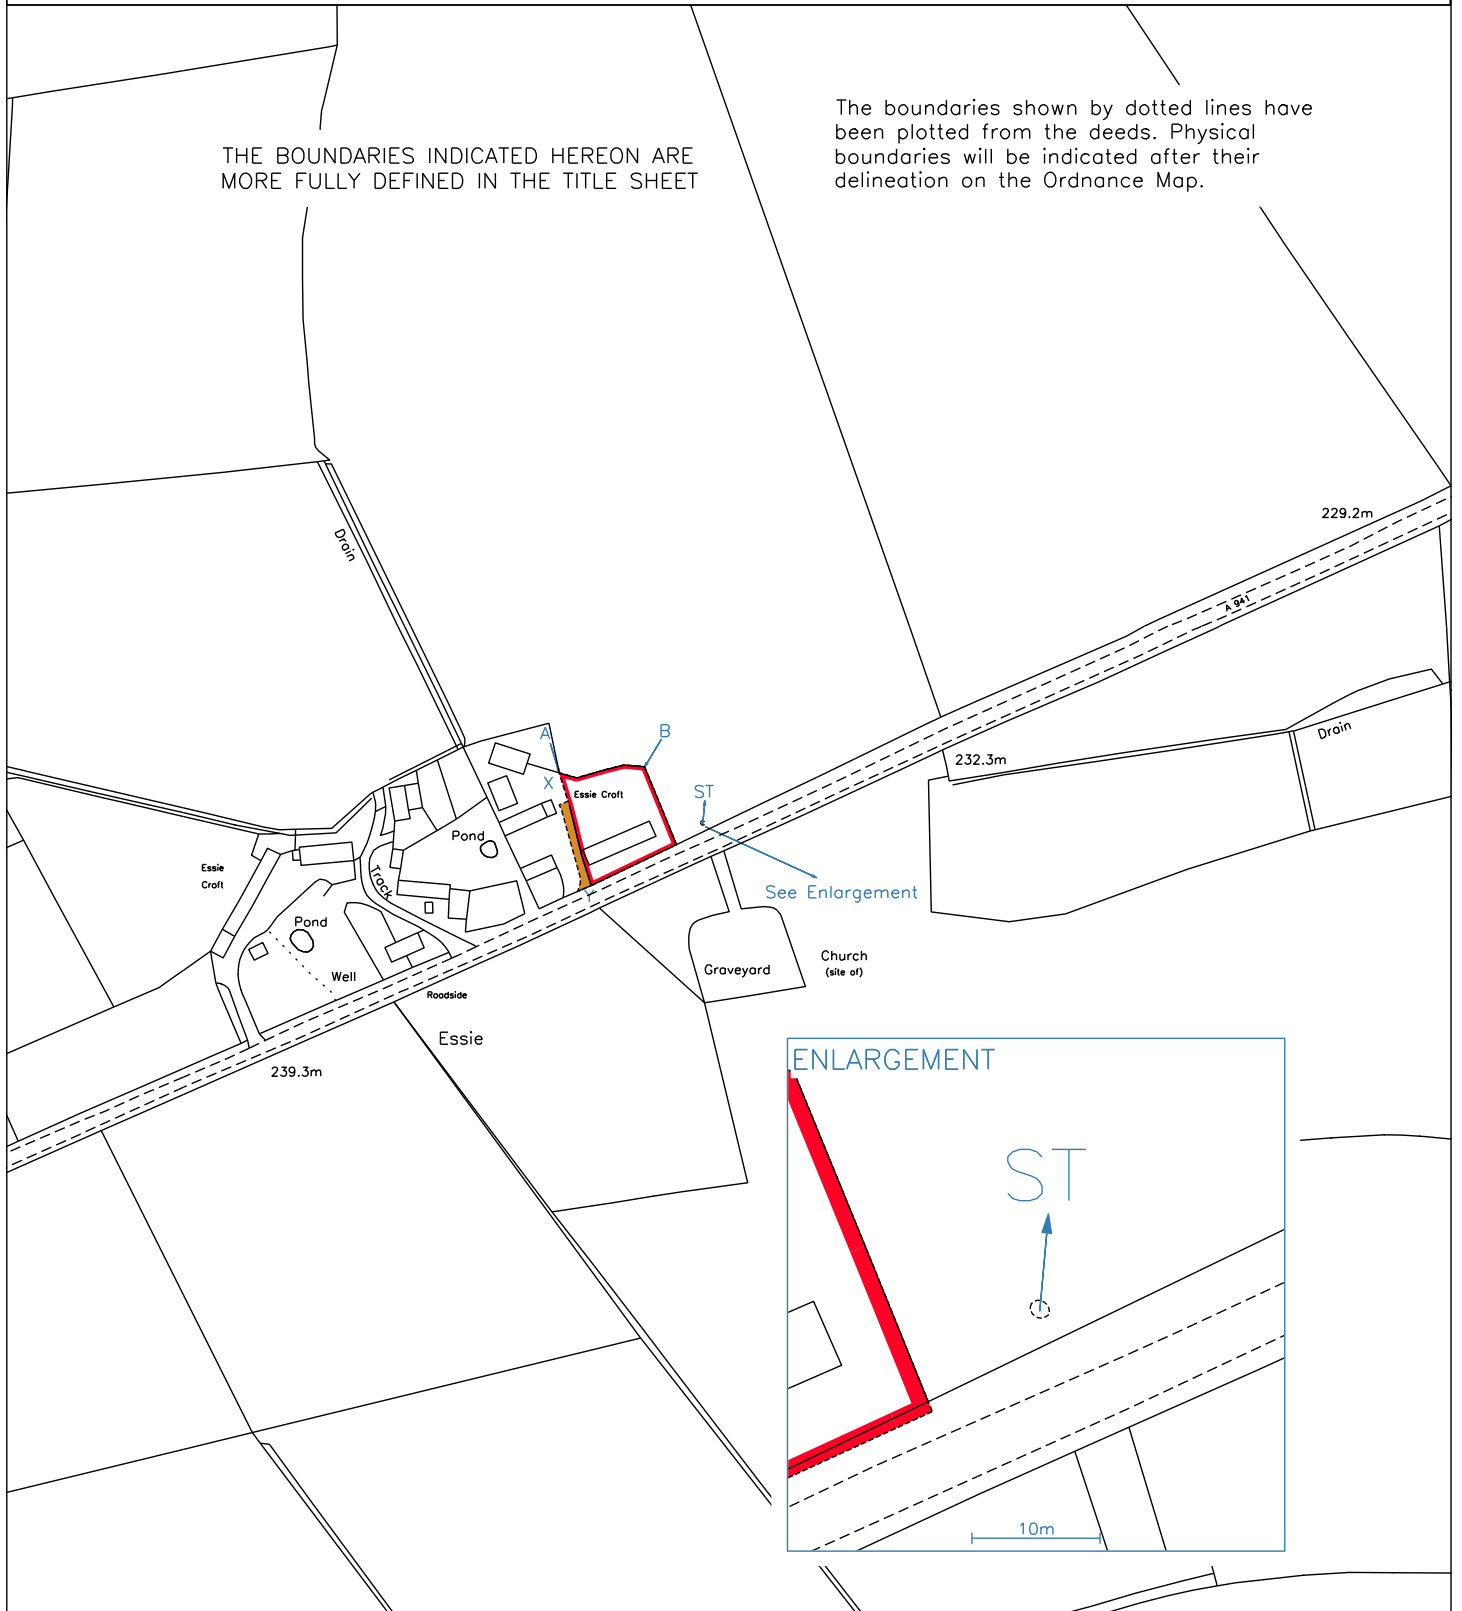 THE BOUNDARIES INDICATED HEREON ARE
MORE FULLY DEFINED IN THE TITLE SHEET
The boundaries shown by dotted lines have
been plotted from the deeds. Physical
boundaries will be indicated after their
delineation on the Ordnance Map.
229.2m
Drain
A 941
A
B
Drain
232.3m
X
Essie Croft
ST
Pond
Essie
Croft
Track
See Enlargement
Y
Pond
Church
(site of)
Graveyard
Well
Roadside
Essie
239.3m
ENLARGEMENT
ST
10m